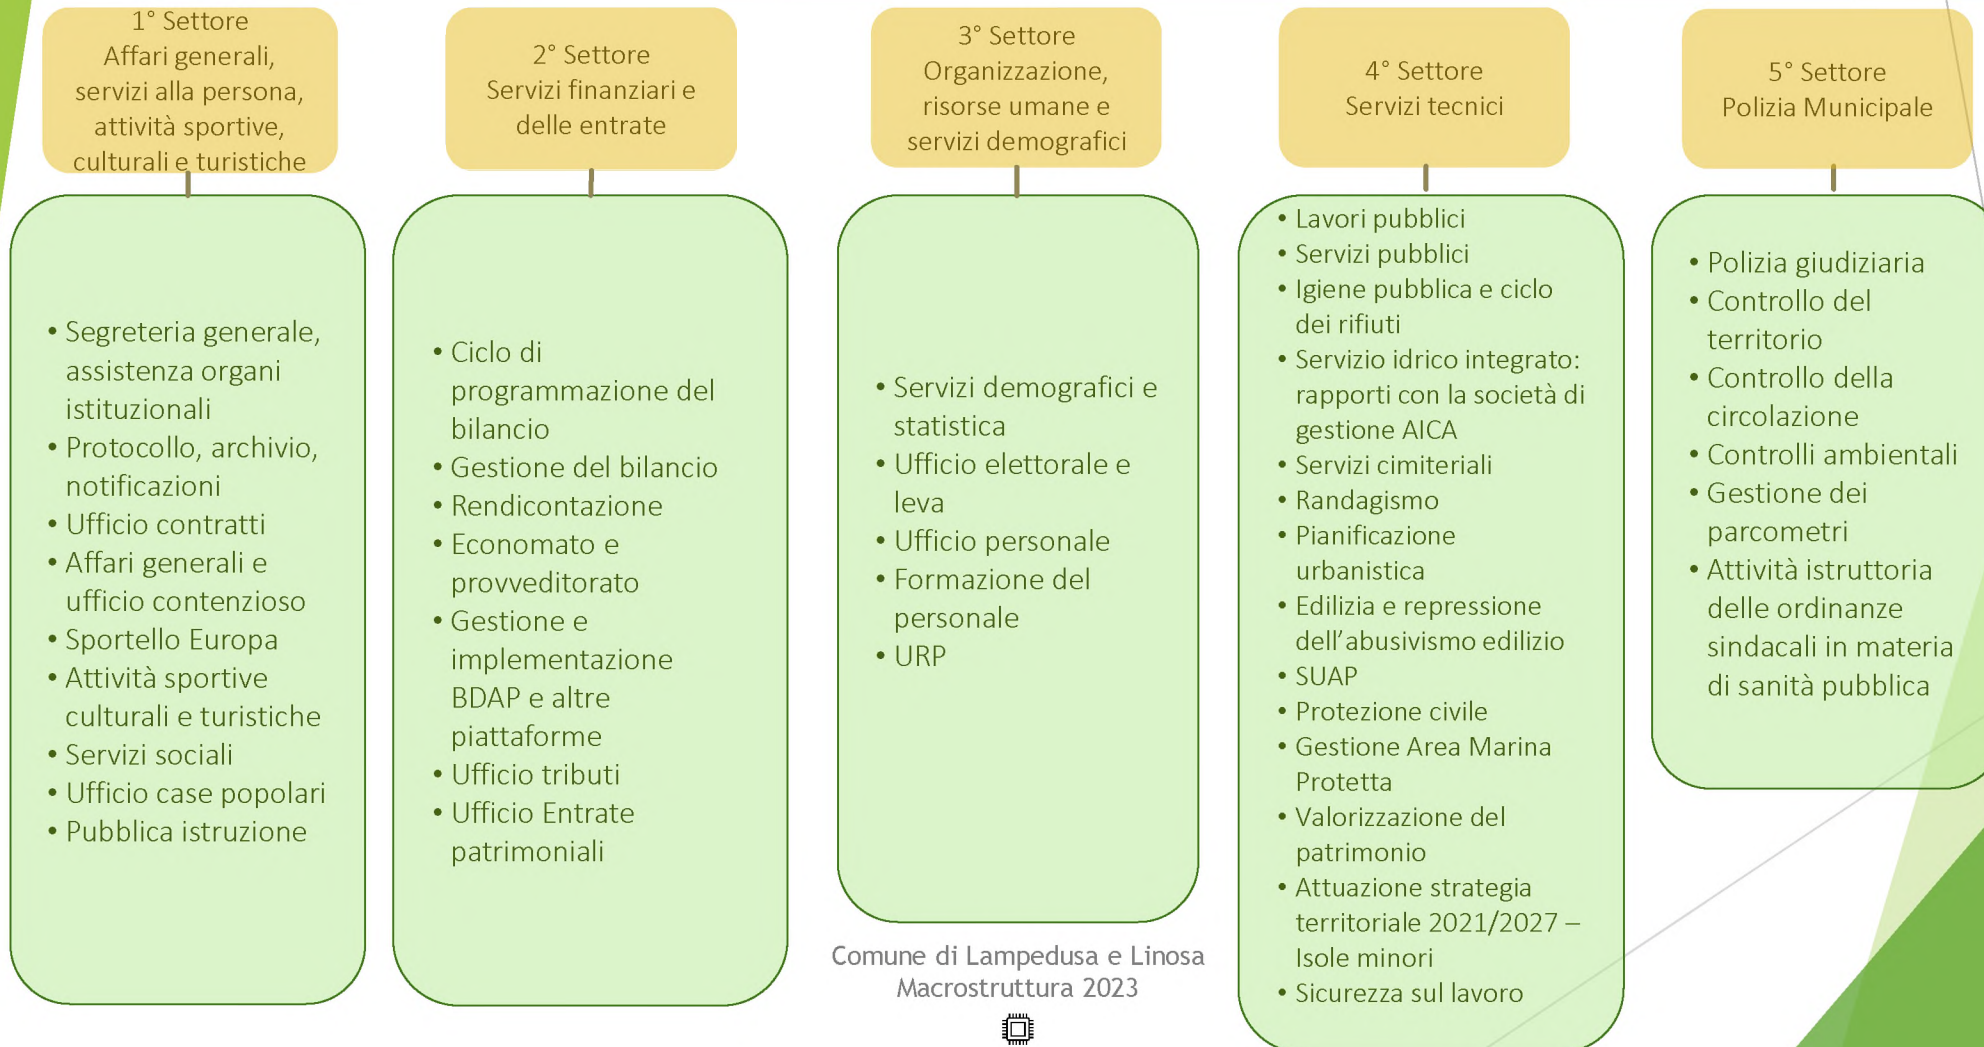 1° Settore
Affari generali,
servizi alla persona,
attività sportive,
culturali e turistiche
• Segreteria generale,
assistenza organi
istituzionali
• Protocollo, archivio,
notificazioni
• Ufficio contratti
• Affari generali e
ufficio contenzioso
• Sportello Europa
• Attività sportive
culturali e turistiche
• Servizi sociali
• Ufficio case popolari
• Pubblica istruzione
2° Settore
Servizi finanziari e
delle entrate
• Ciclo di
programmazione del
bilancio
• Gestione del bilancio
• Rendicontazione
• Economato e
provveditorato
• Gestione e
implementazione
BDAP e altre
piattaforme
• Ufficio tributi
• Ufficio Entrate
patrimoniali
3° Settore
Organizzazione,
risorse umane e
servizi demografici
• Servizi demografici e
statistica
• Ufficio elettorale e
leva
• Ufficio personale
• Formazione del
personale
• URP
4° Settore
Servizi tecnici
• Lavori pubblici
• Servizi pubblici
• Igiene pubblica e ciclo
dei rifiuti
• Servizio idrico integrato:
rapporti con la società di
gestione AICA
• Servizi cimiteriali
• Randagismo
• Pianificazione
urbanistica
• Edilizia e repressione
dell’abusivismo edilizio
• SUAP
• Protezione civile
• Gestione Area Marina
Protetta
• Valorizzazione del
patrimonio
• Attuazione strategia
territoriale 2021/2027 –
Isole minori
• Sicurezza sul lavoro
5° Settore
Polizia Municipale
• Polizia giudiziaria
• Controllo del
territorio
• Controllo della
circolazione
• Controlli ambientali
• Gestione dei
parcometri
• Attività istruttoria
delle ordinanze
sindacali in materia
di sanità pubblica
Comune di Lampedusa e Linosa
Macrostruttura 2023